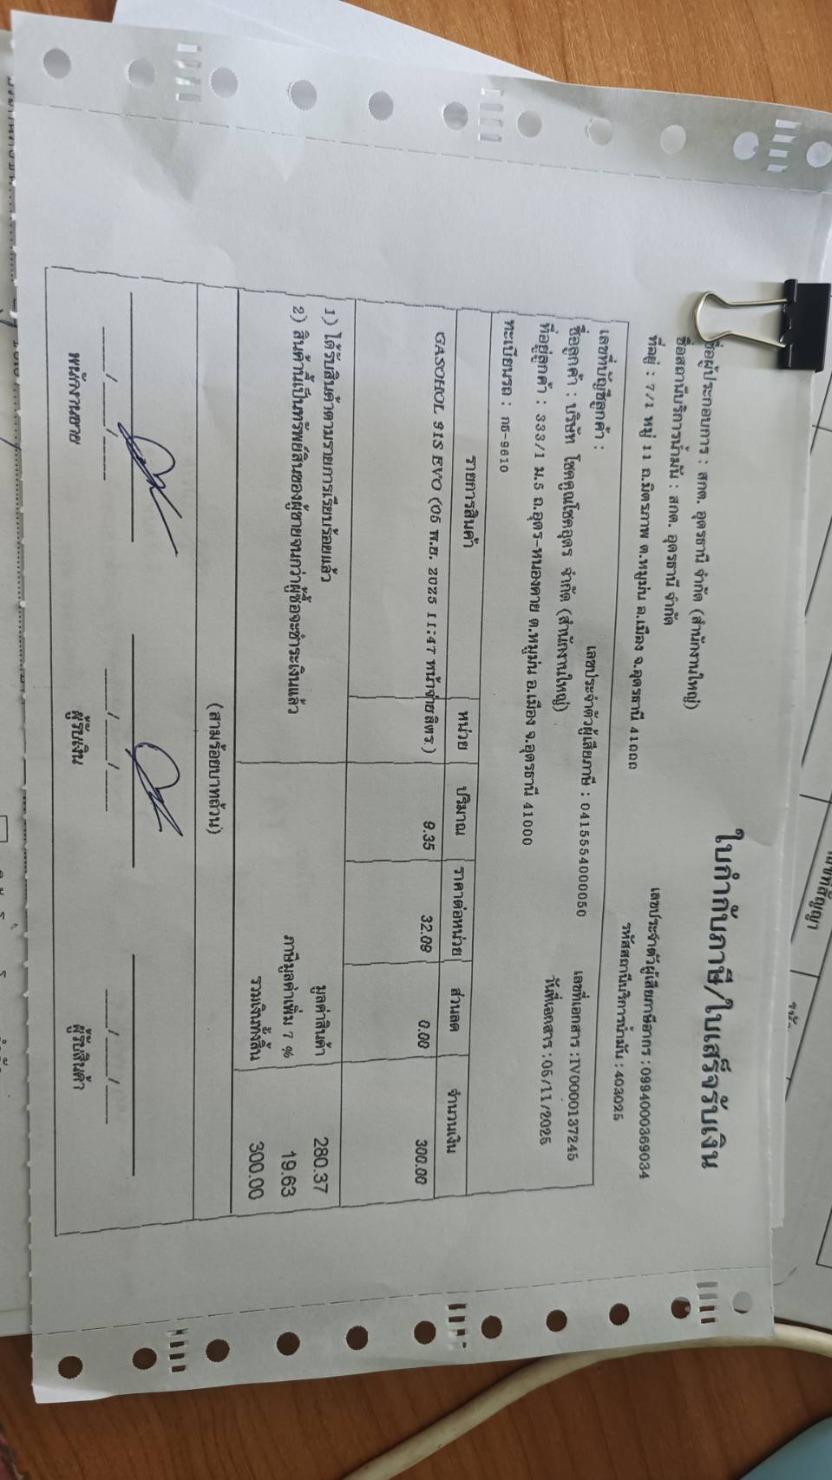 ใบกำกับภาษี/ใบเสร็จรับเงิน
ชื่อผู้ประกอบการ : สกต. อุดรธานี จำกัด (สำนักงานใหญ่)
เลขประจำตัวผู้เสียภาษีอากร : 0994000369034
ชื่อสถานีบริการน้ำมัน : สกต. อุดรธานี จำกัด
รหัสสถานีบริการน้ำมัน : 403025
ที่อยู่ : 7/1 หมู่ 11 ถ.มิตรภาพ ต.หมูม่น อ.เมือง จ.อุดรธานี 41000
เลขที่บัญชีลูกค้า :
เลขประจำตัวผู้เสียภาษี : 0415554000050
เลขที่เอกสาร :IV0000137245
ชื่อลูกค้า : บริษัท โชคคูณโชคอุดร จำกัด (สำนักงานใหญ่)
วันที่เอกสาร : 05/11/2025
ที่อยู่ลูกค้า : 333/1 ม.5 ถ.อุดร-หนองคาย ต.หมูม่น อ.เมือง จ.อุดรธานี 41000
ทะเบียนรถ : กธ-9610
รายการสินค้า หน่วย ปริมาณ ราคาต่อหน่วย ส่วนลด จำนวนเงิน
GASOHOL 91S EVO (05 พ.ย. 2025 11:47 หน้าจ่าย ลิตร ) 9.35 32.09 0.00 300.00
1) ได้รับสินค้าตามรายการเรียบร้อยแล้ว
2) สินค้านี้เป็นทรัพย์สินของผู้ขายจนกว่าผู้ซื้อจะชำระเงินแล้ว
มูลค่าสินค้า 280.37
ภาษีมูลค่าเพิ่ม 7 % 19.63
รวมเงินทั้งสิ้น 300.00
(สามร้อยบาทถ้วน)
___/___/___ ___/___/___ ___/___/___
พนักงานขาย ผู้รับเงิน ผู้รับสินค้า